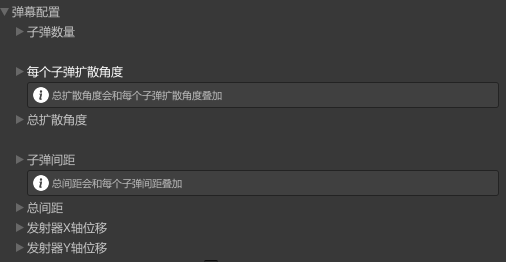 弹幕配置
子弹数量
每个子弹扩散角度
总扩散角度会和每个子弹扩散角度叠加
总扩散角度
子弹间距
总间距会和每个子弹间距叠加
总间距
发射器X轴位移
发射器Y轴位移